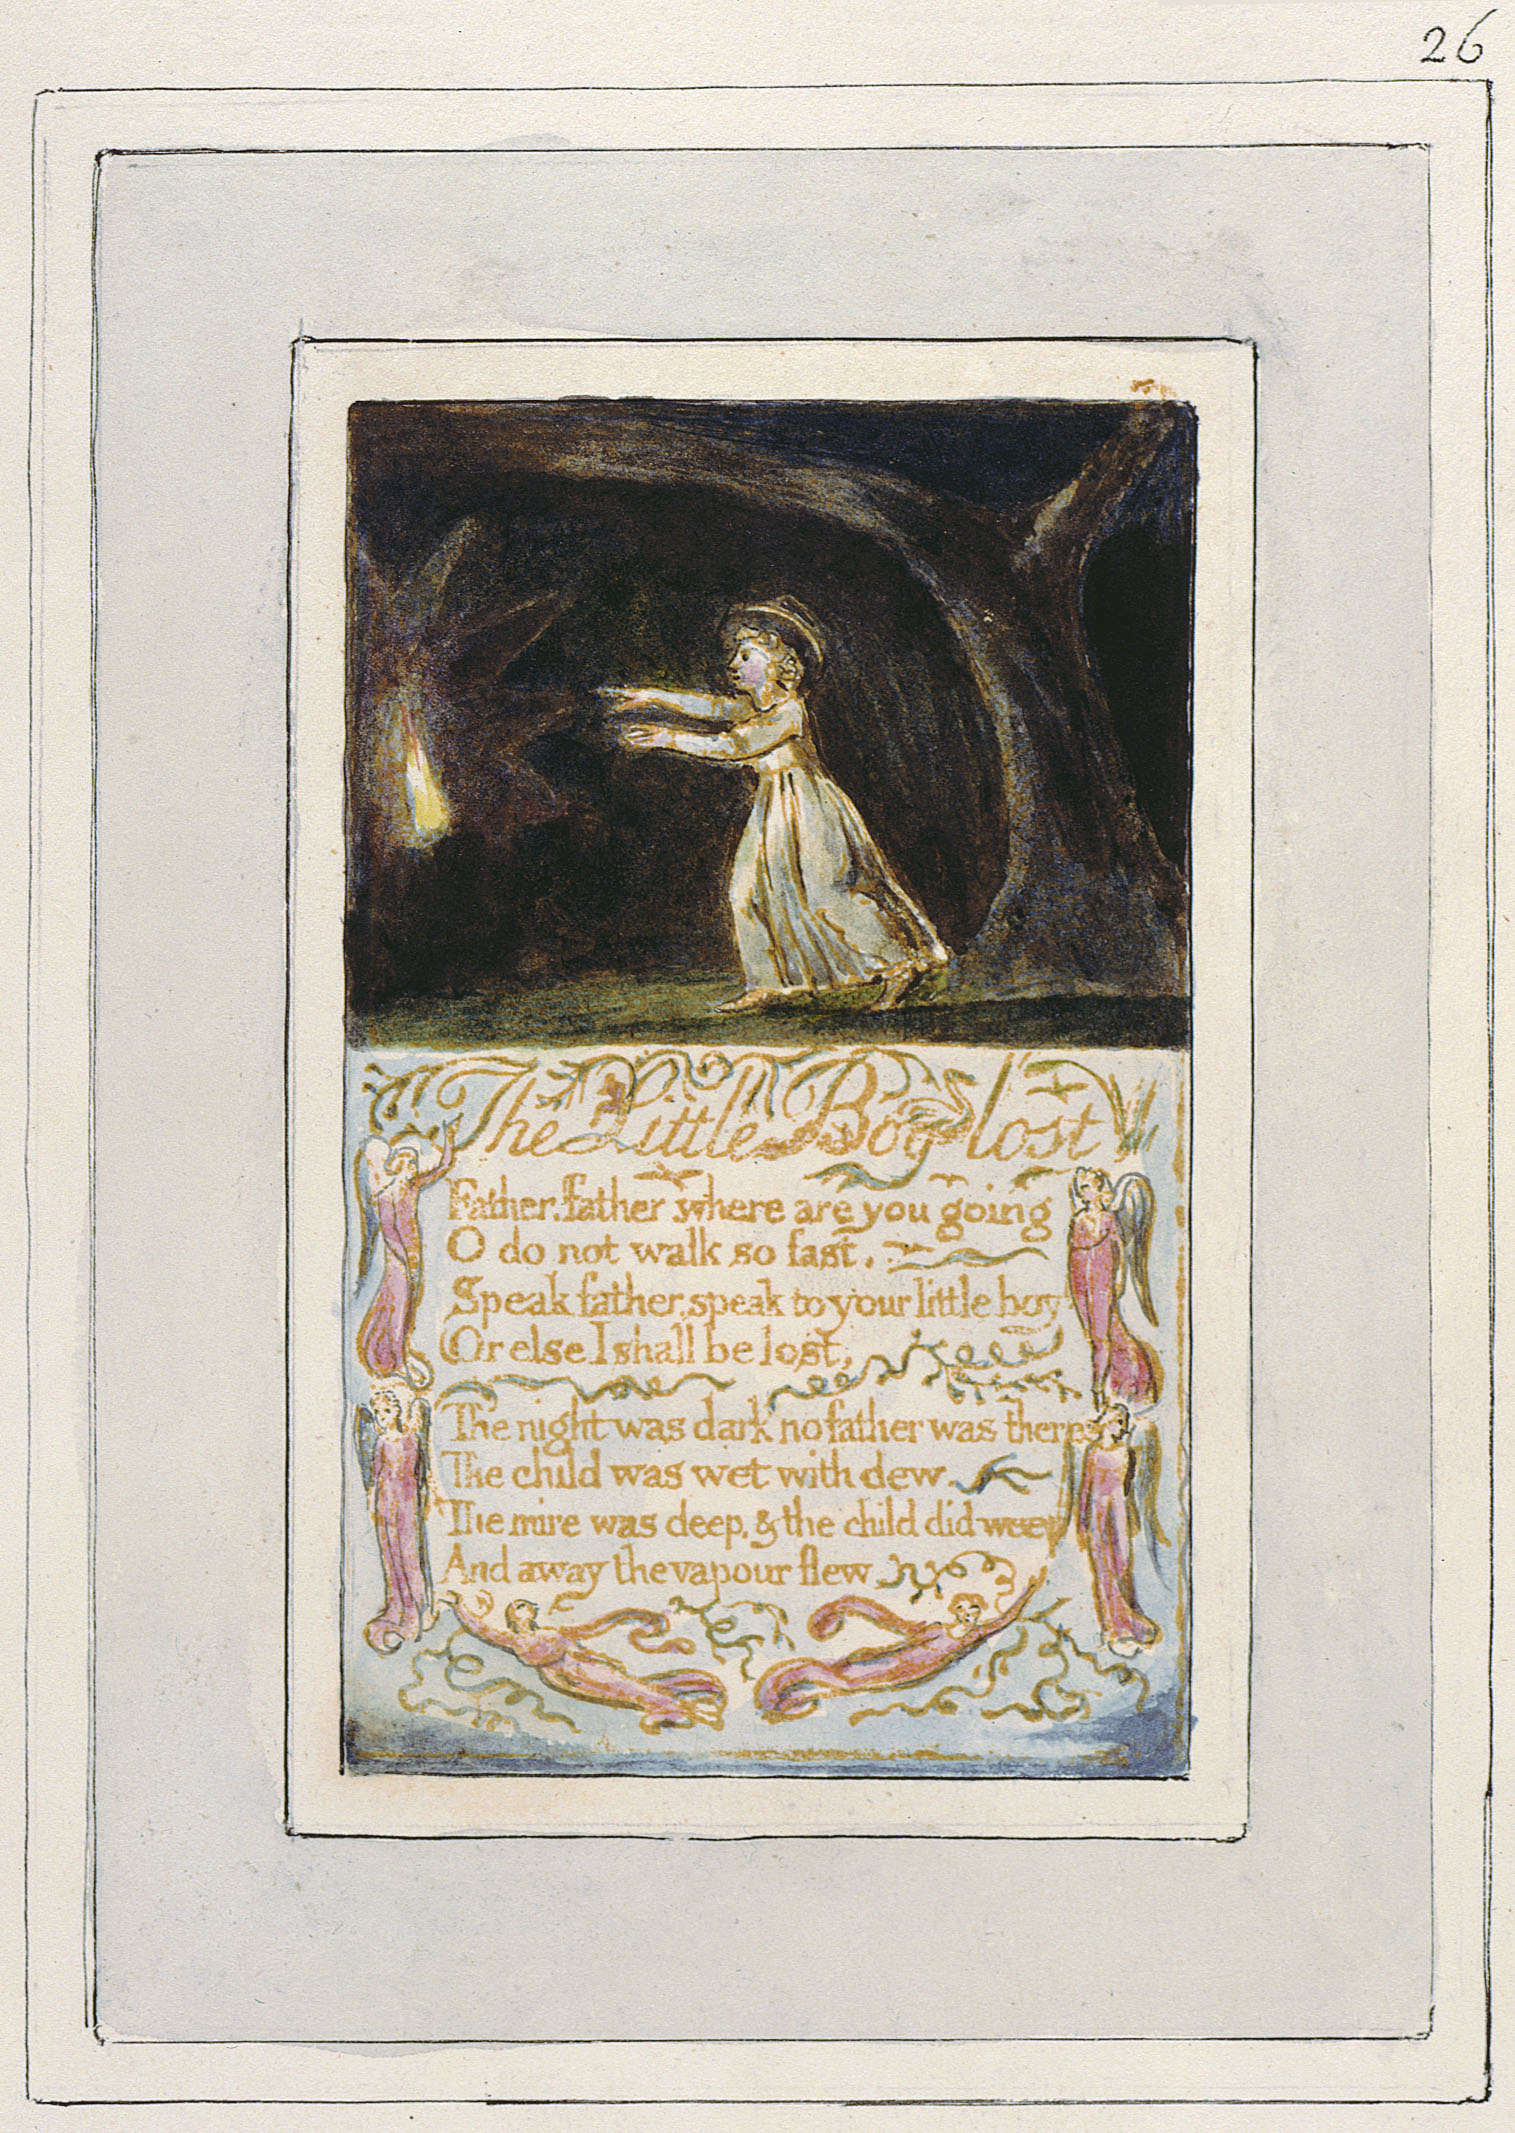 26
The Little Boy lost
Father, father, where are you going
O do not walk so fast.
Speak father, speak to your little boy
Or else I shall be lost,
The night was dark no father was there
The child was wet with dew.
The mire was deep, & the child did weep
And away the vapour flew